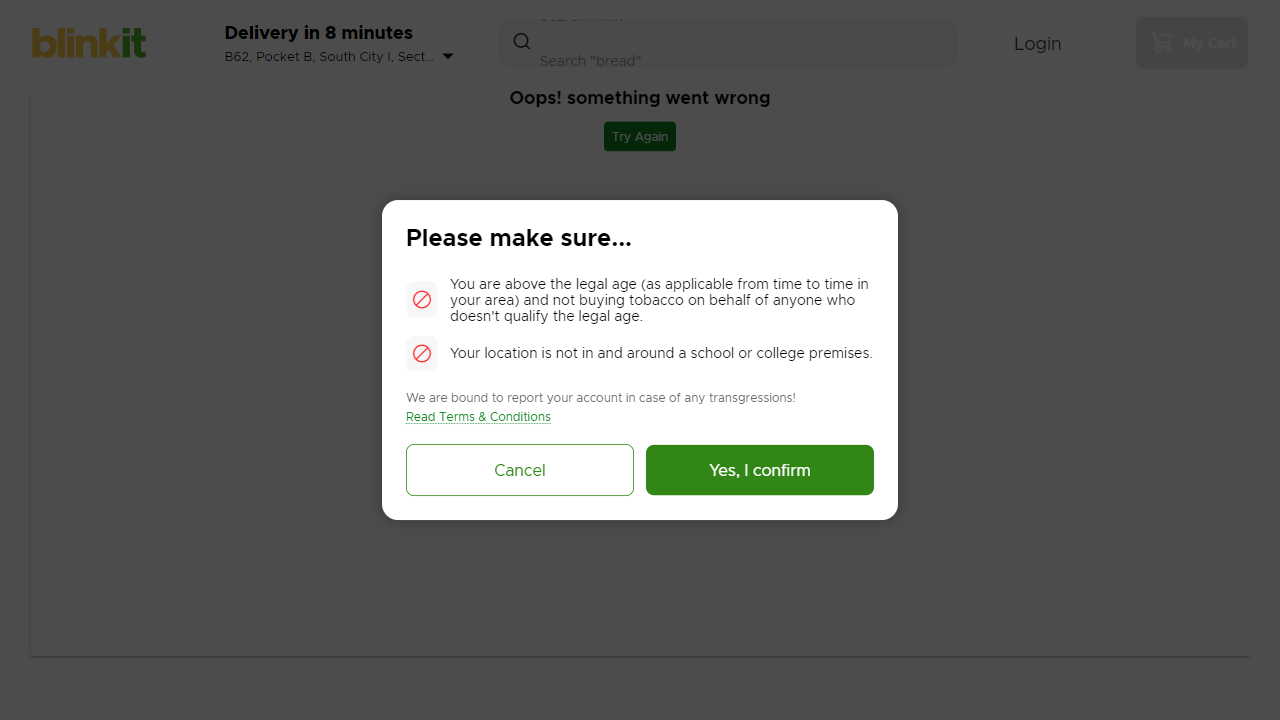 blinkit
Delivery in 8 minutes
B62, Pocket B, South City I, Sect...
Search "bread"
Login
My Cart
Oops! something went wrong
Try Again
Please make sure...
You are above the legal age (as applicable from time to time in
your area) and not buying tobacco on behalf of anyone who
doesn't qualify the legal age.
Your location is not in and around a school or college premises.
We are bound to report your account in case of any transgressions!
Read Terms & Conditions
Cancel
Yes, I confirm